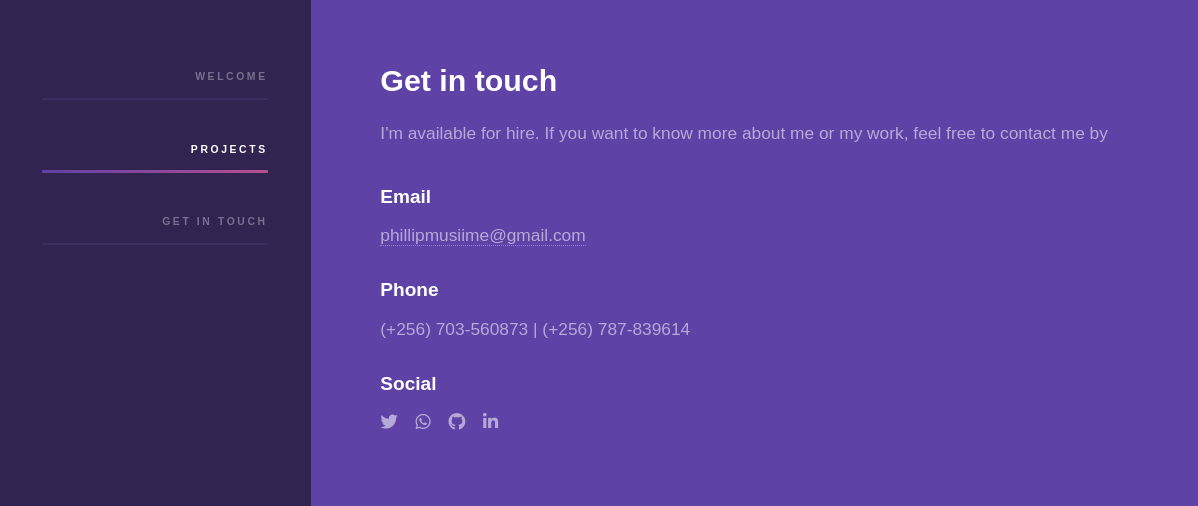 WELCOME
PROJECTS
GET IN TOUCH
Get in touch
I'm available for hire. If you want to know more about me or my work, feel free to contact me by
Email
phillipmusiime@gmail.com
Phone
(+256) 703-560873 | (+256) 787-839614
Social